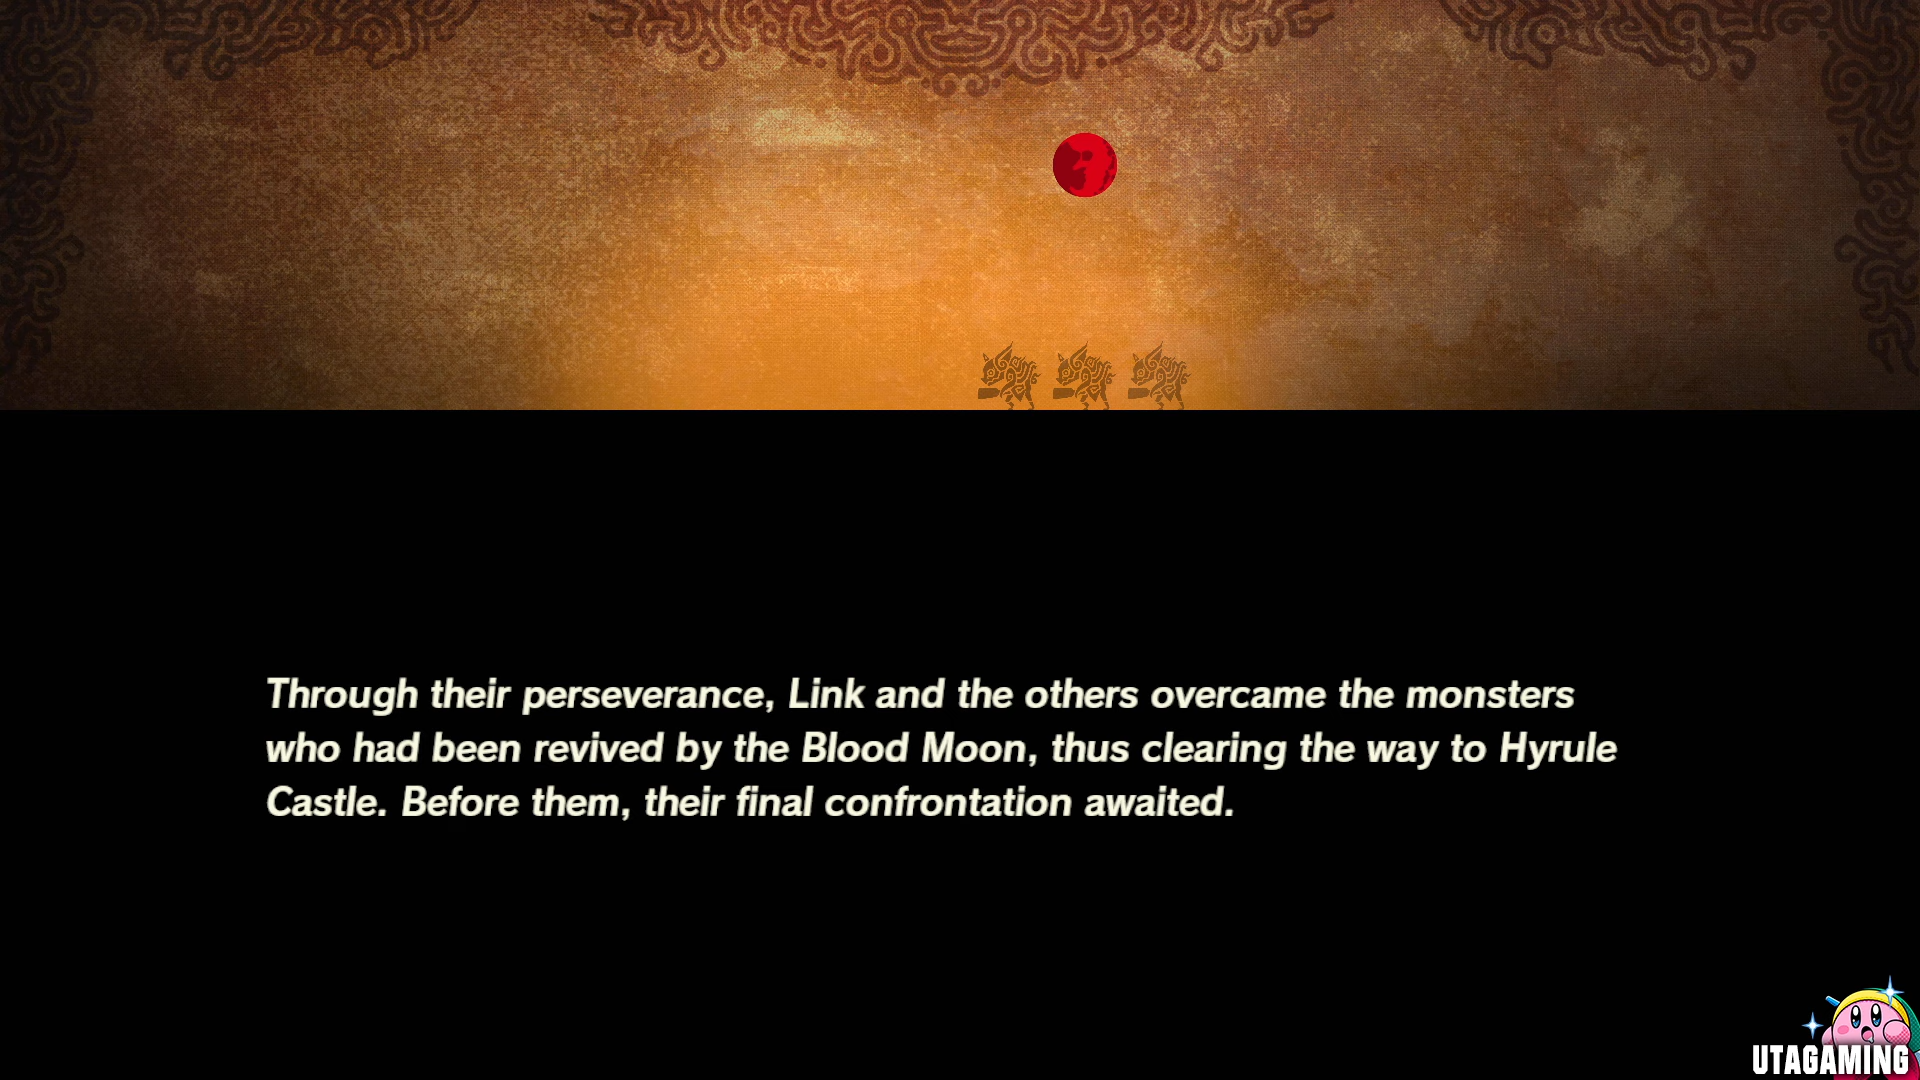 Through their perseverance, Link and the others overcame the monsters
who had been revived by the Blood Moon, thus clearing the way to Hyrule
Castle. Before them, their final confrontation awaited.
UTAGAMING